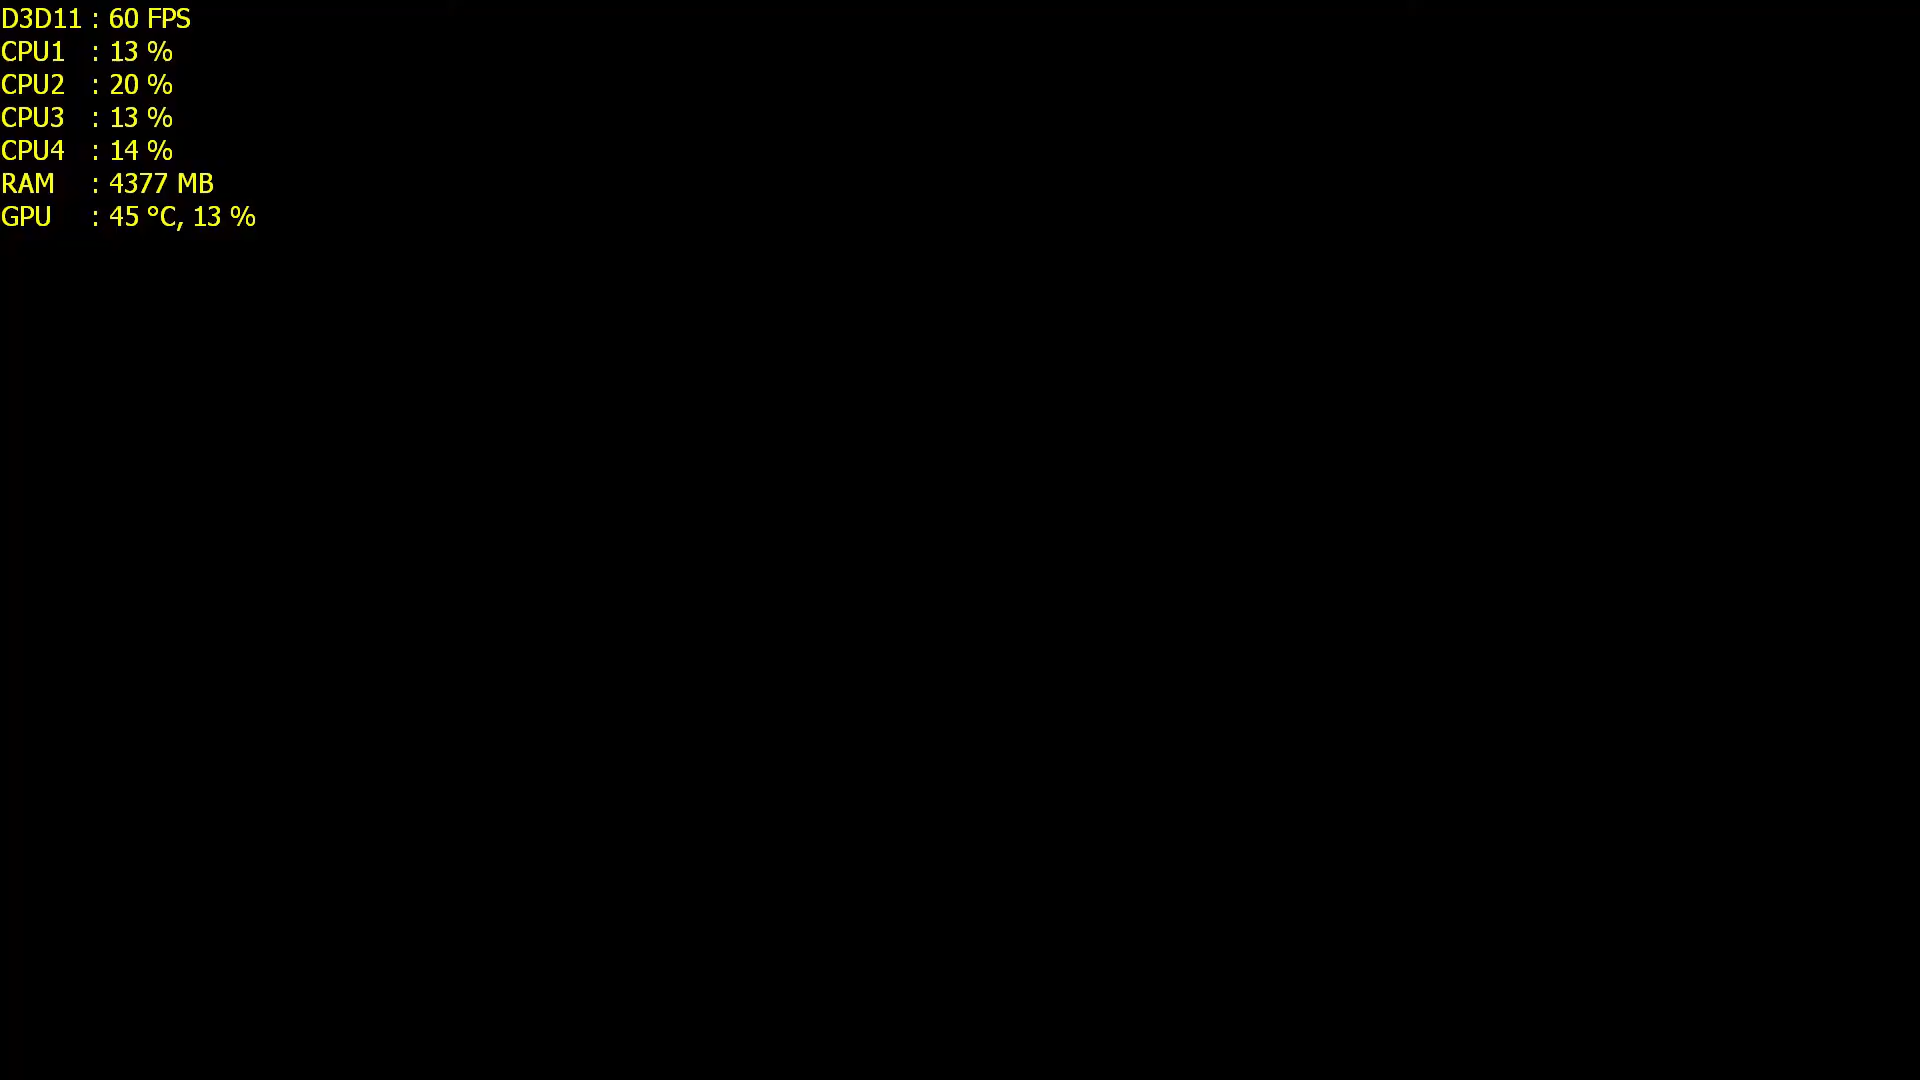 D3D11 : 60 FPS
CPU1 : 13 %
CPU2 : 20 %
CPU3 : 13 %
CPU4 : 14 %
RAM : 4377 MB
GPU : 45 °C, 13 %